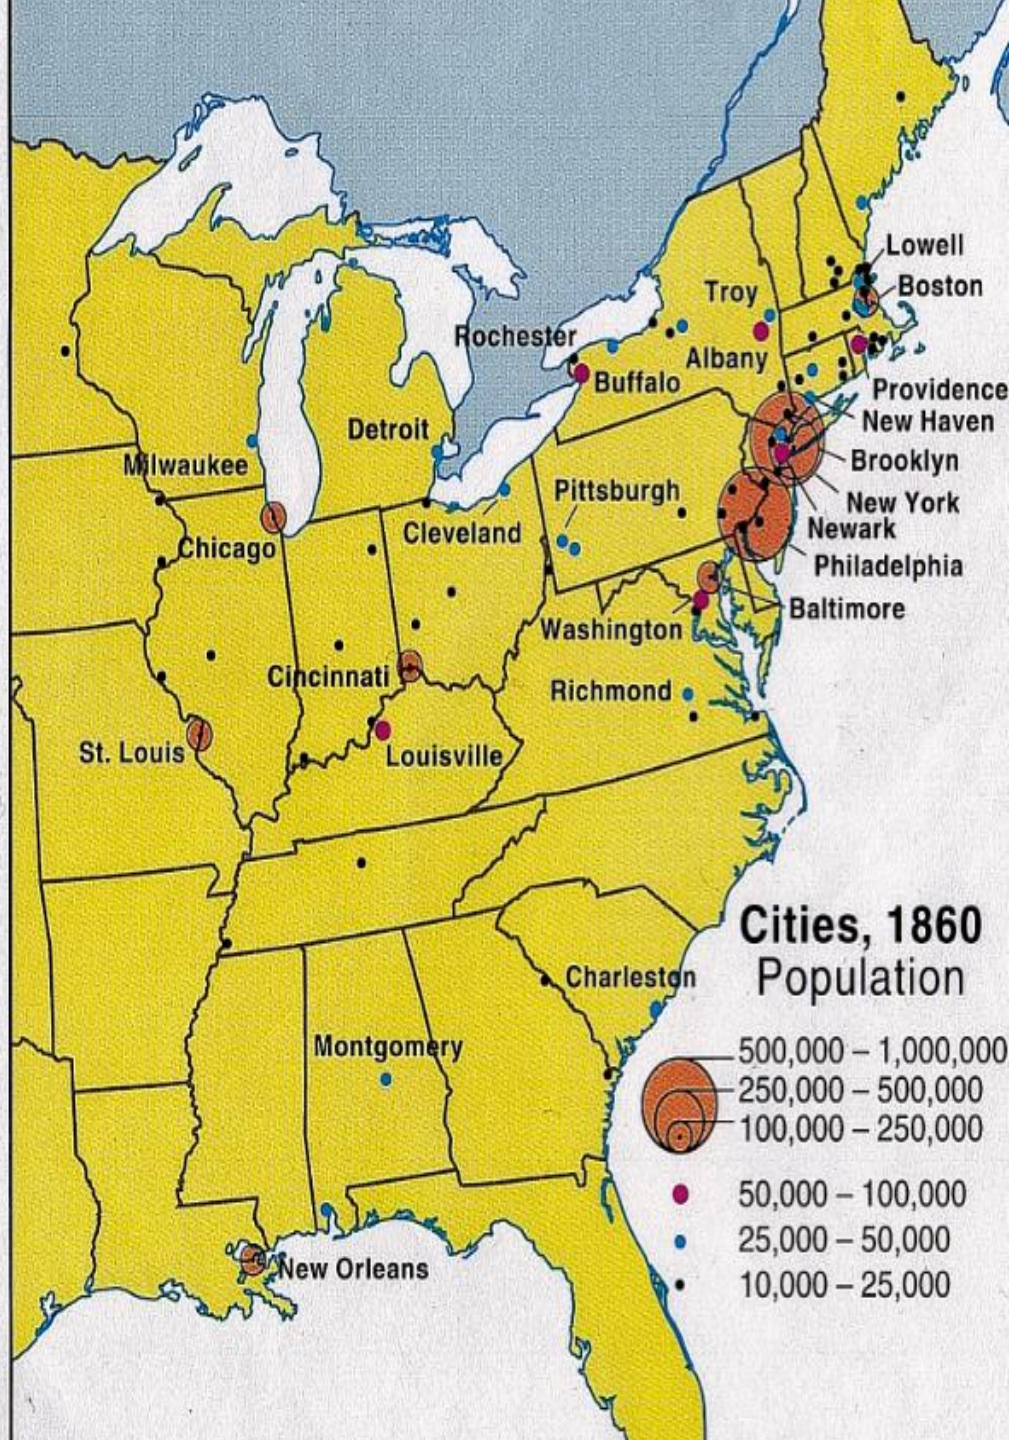 Lowell
Boston
Troy
Rochester
Albany
Buffalo
Providence
New Haven
Detroit
Brooklyn
Milwaukee
New York
Pittsburgh
Newark
Cleveland
Chicago
Philadelphia
Baltimore
Washington
Cincinnati
Richmond
St. Louis
Louisville
Cities, 1860
Population
Charleston
Montgomery
500,000 – 1,000,000
250,000 – 500,000
100,000 – 250,000
50,000 – 100,000
25,000 – 50,000
New Orleans
10,000 – 25,000